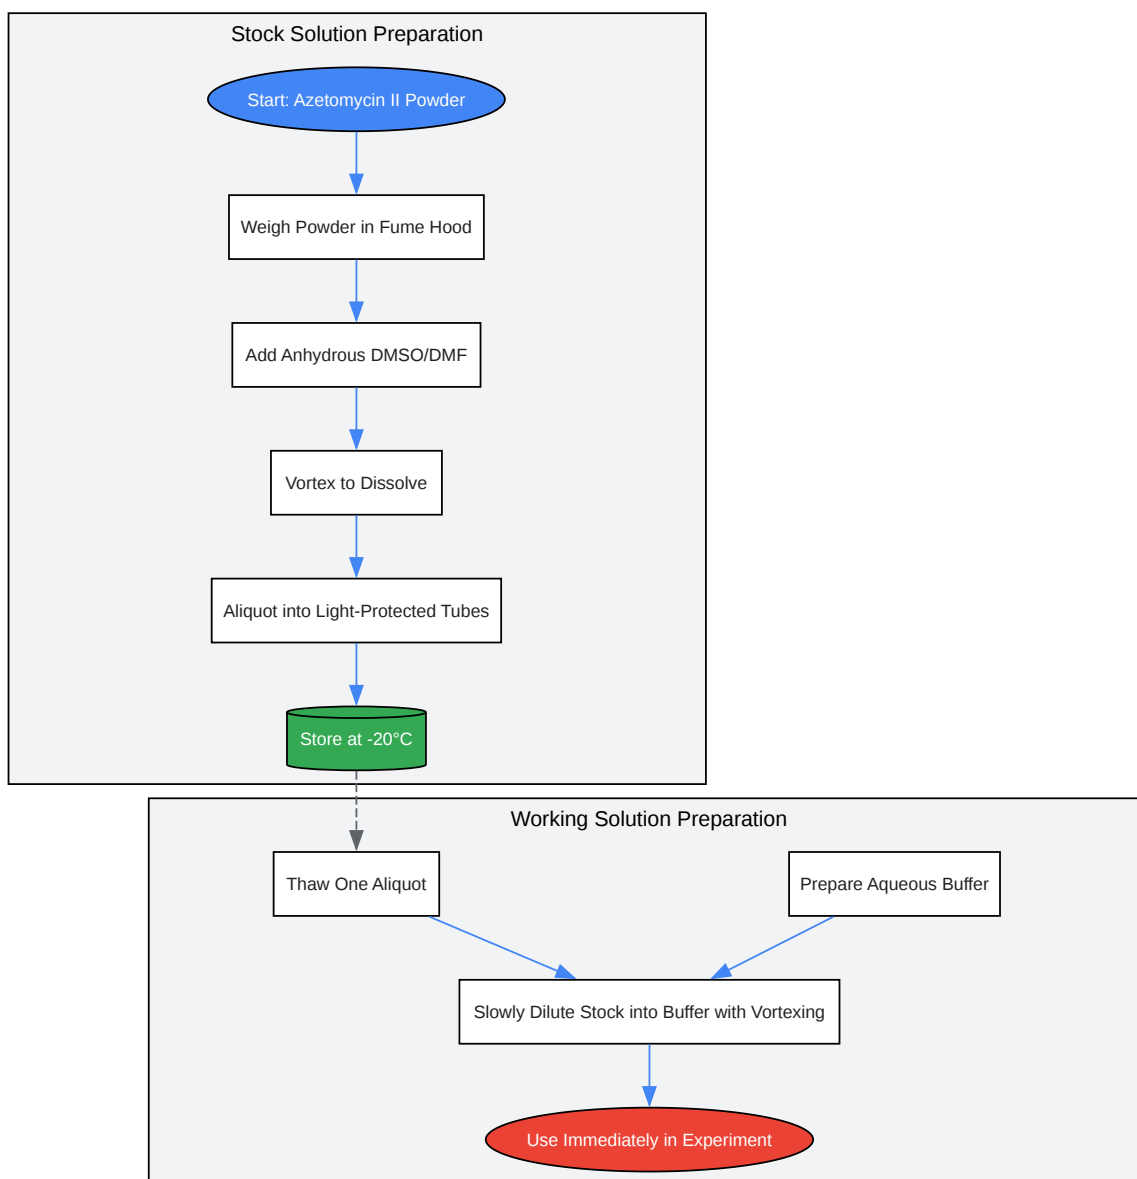 Stock Solution Preparation
Start: Azetomycin II Powder
Weigh Powder in Fume Hood
Add Anhydrous DMSO/DMF
Vortex to Dissolve
Aliquot into Light-Protected Tubes
Store at -20°C
Working Solution Preparation
Thaw One Aliquot
Prepare Aqueous Buffer
Slowly Dilute Stock into Buffer with Vortexing
Use Immediately in Experiment